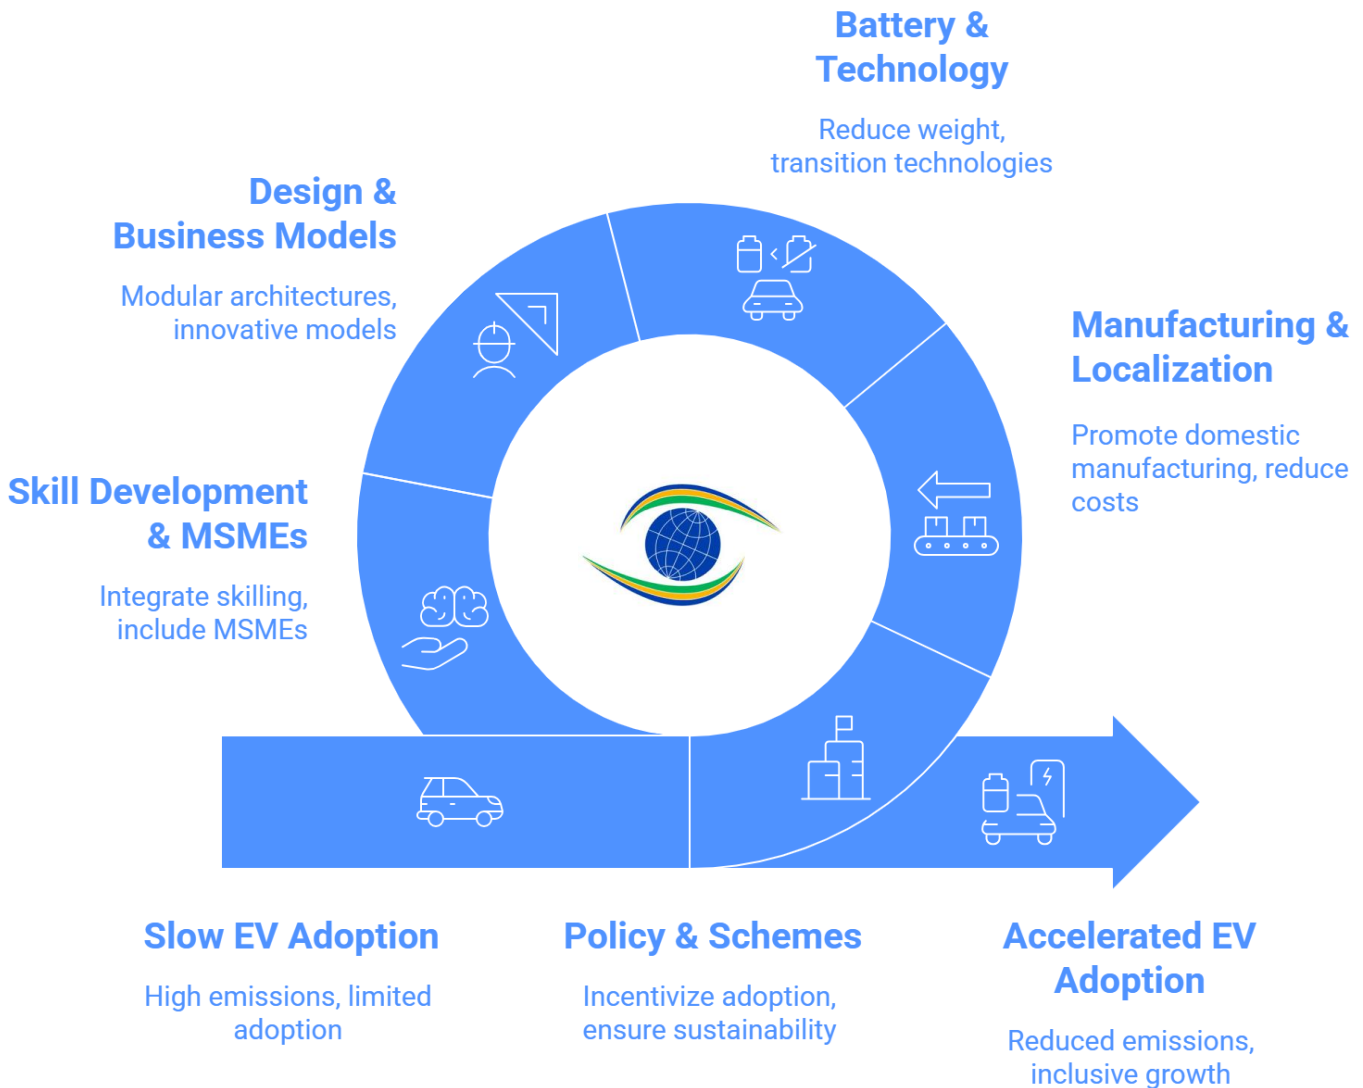 Battery &
Technology
Reduce weight,
transition technologies
Design &
Business Models
Modular architectures,
innovative models
Manufacturing &
Localization
Promote domestic
manufacturing, reduce
costs
Skill Development
& MSMEs
Integrate skilling,
include MSMEs
Slow EV Adoption
High emissions, limited
adoption
Policy & Schemes
Incentivize adoption,
ensure sustainability
Accelerated EV
Adoption
Reduced emissions,
inclusive growth